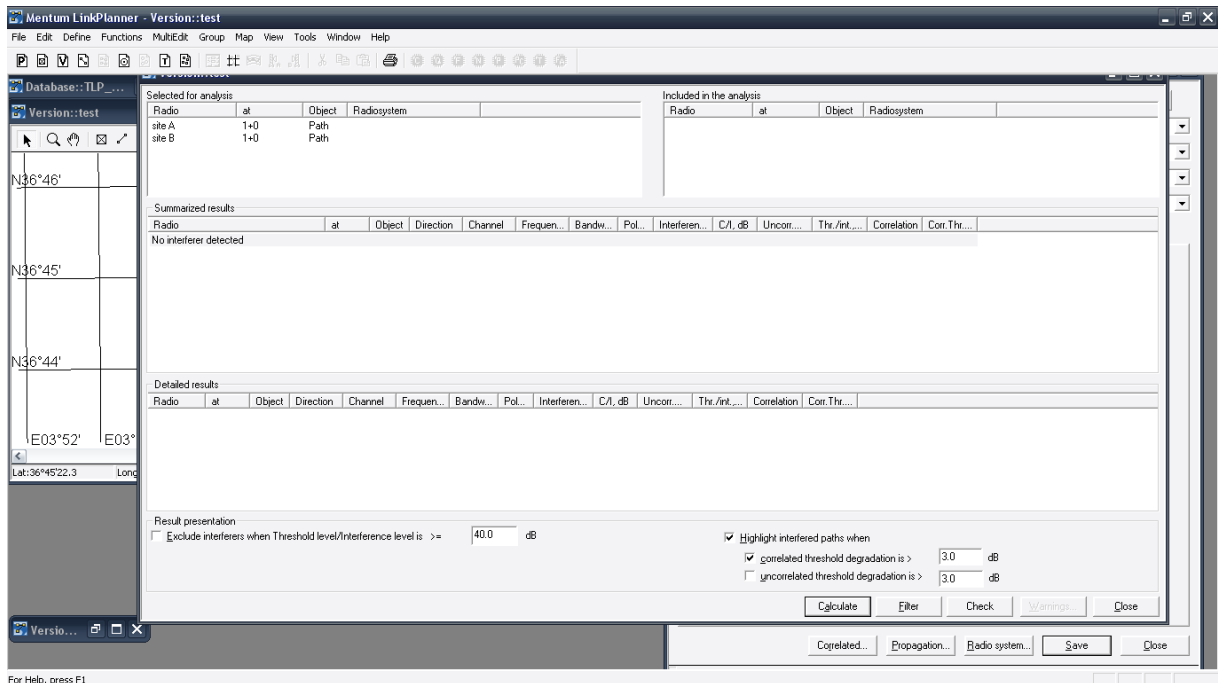 Mentum LinkPlanner - Version::test
File Edit Define Functions MultiEdit Group Map View Tools Window Help
Database::TLP_...
Version::test
N36°46'
N36°45'
N36°44'
E03°52' E03°
Lat:36°45'22.3 Long
Selected for analysis
Radio at Object Radiosystem
site A 1+0 Path
site B 1+0 Path
Included in the analysis
Radio at Object Radiosystem
Summarized results
Radio at Object Direction Channel Frequen... Bandw... Pol... Interferen... C/I, dB Uncorr.... Thr./int.,... Correlation Corr.Thr....
No interferer detected
Detailed results
Radio at Object Direction Channel Frequen... Bandw... Pol... Interferen... C/I, dB Uncorr.... Thr./int.,... Correlation Corr.Thr....
Result presentation
Exclude interferers when Threshold level/Interference level is >= 40.0 dB
Highlight interfered paths when
correlated threshold degradation is > 3.0 dB
uncorrelated threshold degradation is > 3.0 dB
Calculate Filter Check Warnings... Close
Versio...
Correlated... Propagation... Radio system... Save Close
For Help, press F1